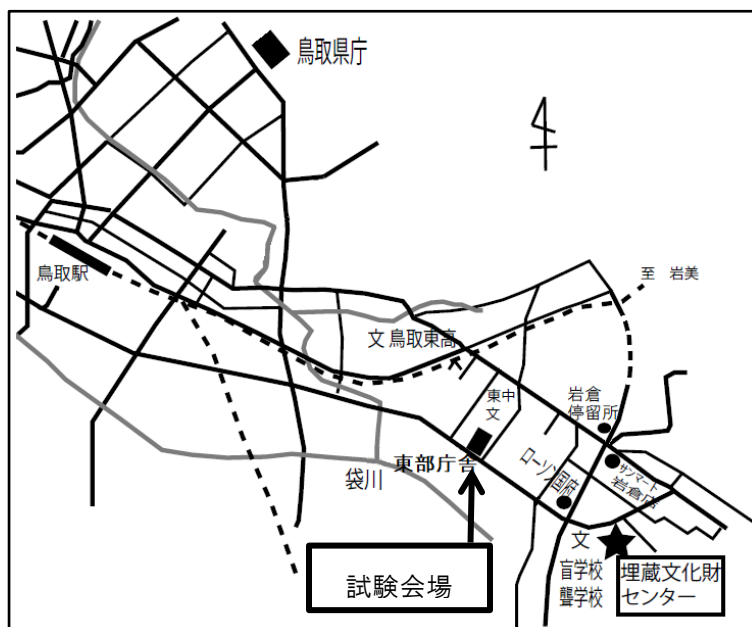 鳥取県庁
鳥取駅
至 岩美
文 鳥取東高
東中
文
岩倉
停留所
東部庁舎
袋川
ローソン国府
サンマート
岩倉店
試験会場
文
盲学校
聾学校
埋蔵文化財
センター